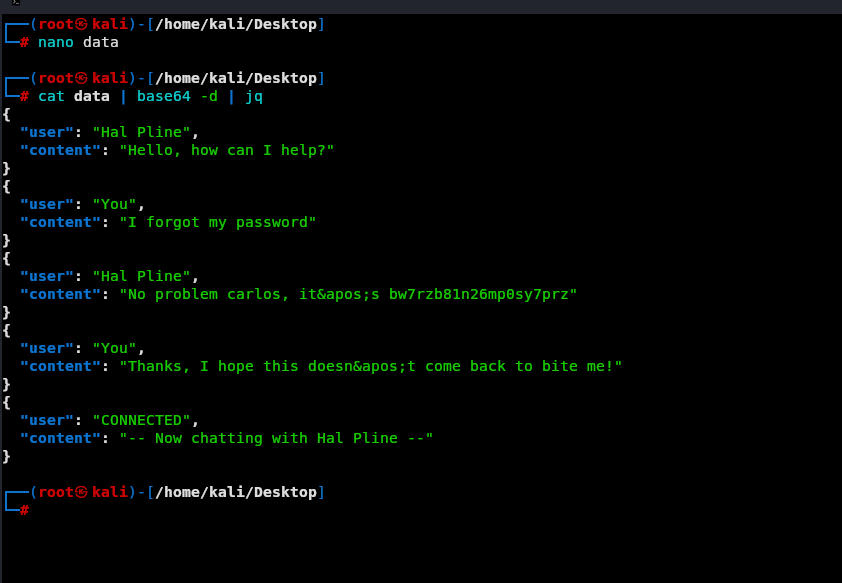 ┌──(root㉿kali)-[/home/kali/Desktop]
└─# nano data
┌──(root㉿kali)-[/home/kali/Desktop]
└─# cat data | base64 -d | jq
{
  "user": "Hal Pline",
  "content": "Hello, how can I help?"
}
{
  "user": "You",
  "content": "I forgot my password"
}
{
  "user": "Hal Pline",
  "content": "No problem carlos, it&apos;s bw7rzb81n26mp0sy7prz"
}
{
  "user": "You",
  "content": "Thanks, I hope this doesn&apos;t come back to bite me!"
}
{
  "user": "CONNECTED",
  "content": "-- Now chatting with Hal Pline --"
}
┌──(root㉿kali)-[/home/kali/Desktop]
└─#